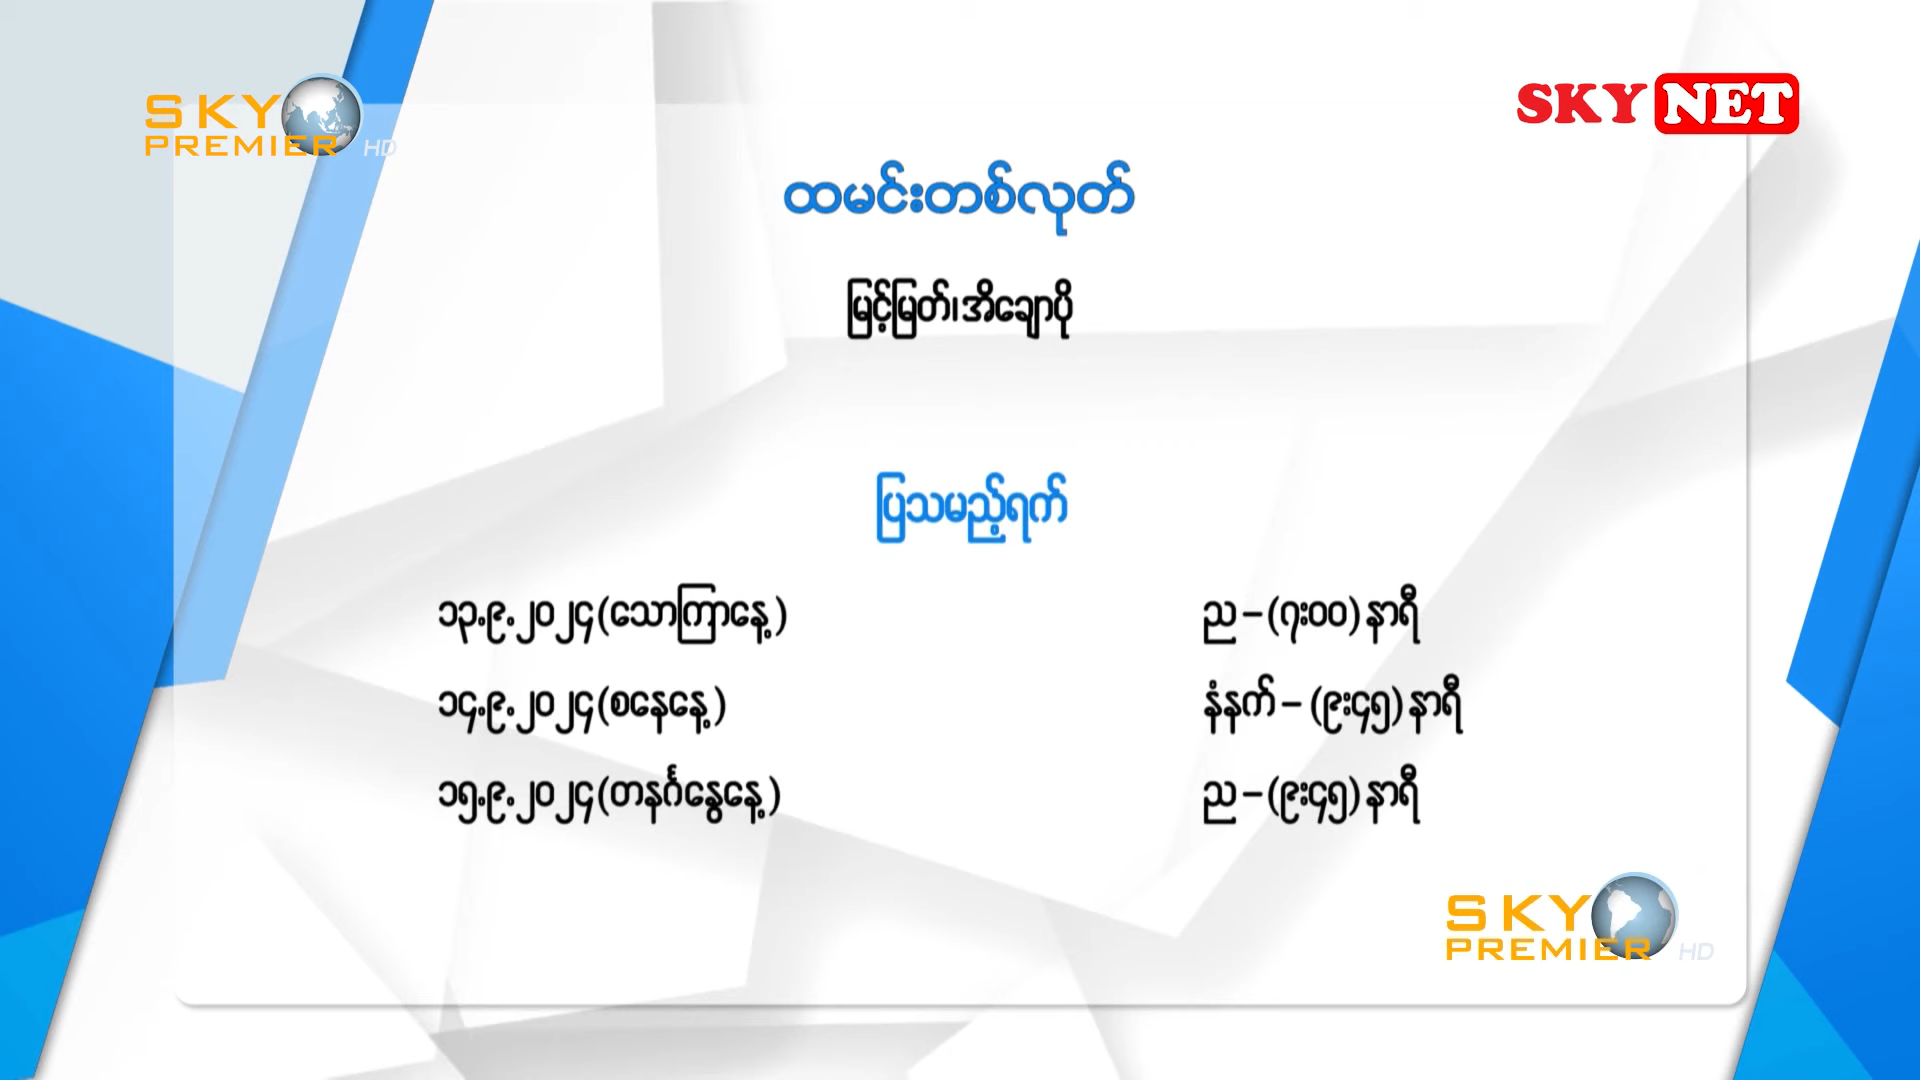 SKY PREMIER HD
SKY NET
ထမင်းတစ်လုတ်
မြင့်မြတ်၊အိချောပို
ပြသမည့်ရက်
၁၃.၉.၂၀၂၄(သောကြာနေ့) ည–(၇း၀၀)နာရီ
၁၄.၉.၂၀၂၄(စနေနေ့) နံနက်–(၉း၄၅)နာရီ
၁၅.၉.၂၀၂၄(တနင်္ဂနွေနေ့) ည–(၉း၄၅)နာရီ
SKY PREMIER HD